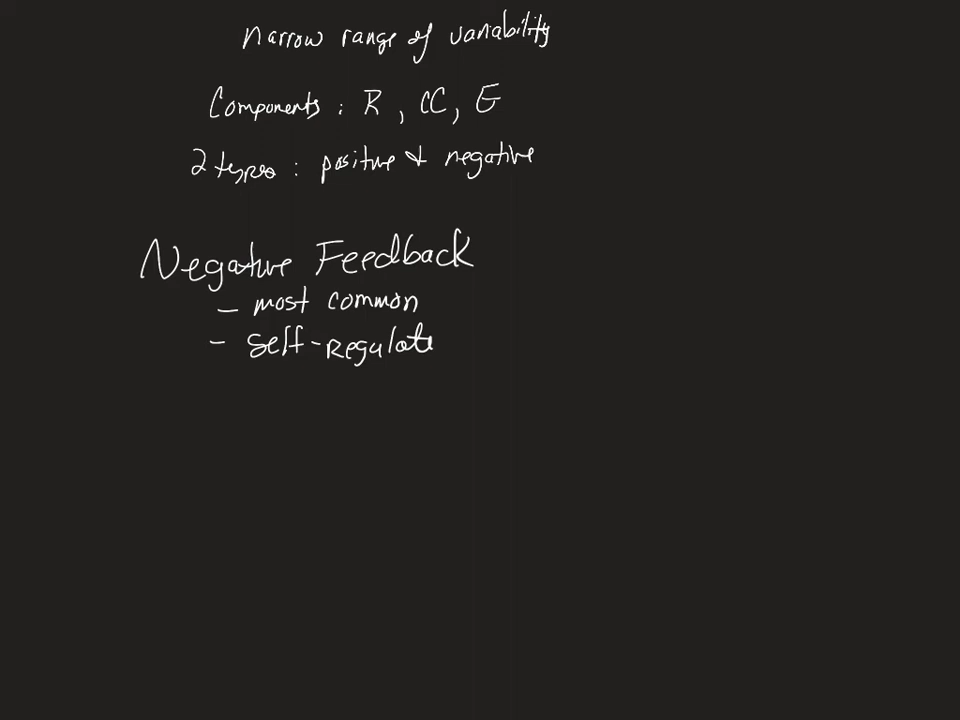 narrow range of variability
Components : R , CC, E
2 types : positive & negative
Negative Feedback
- most common
- self-regulate